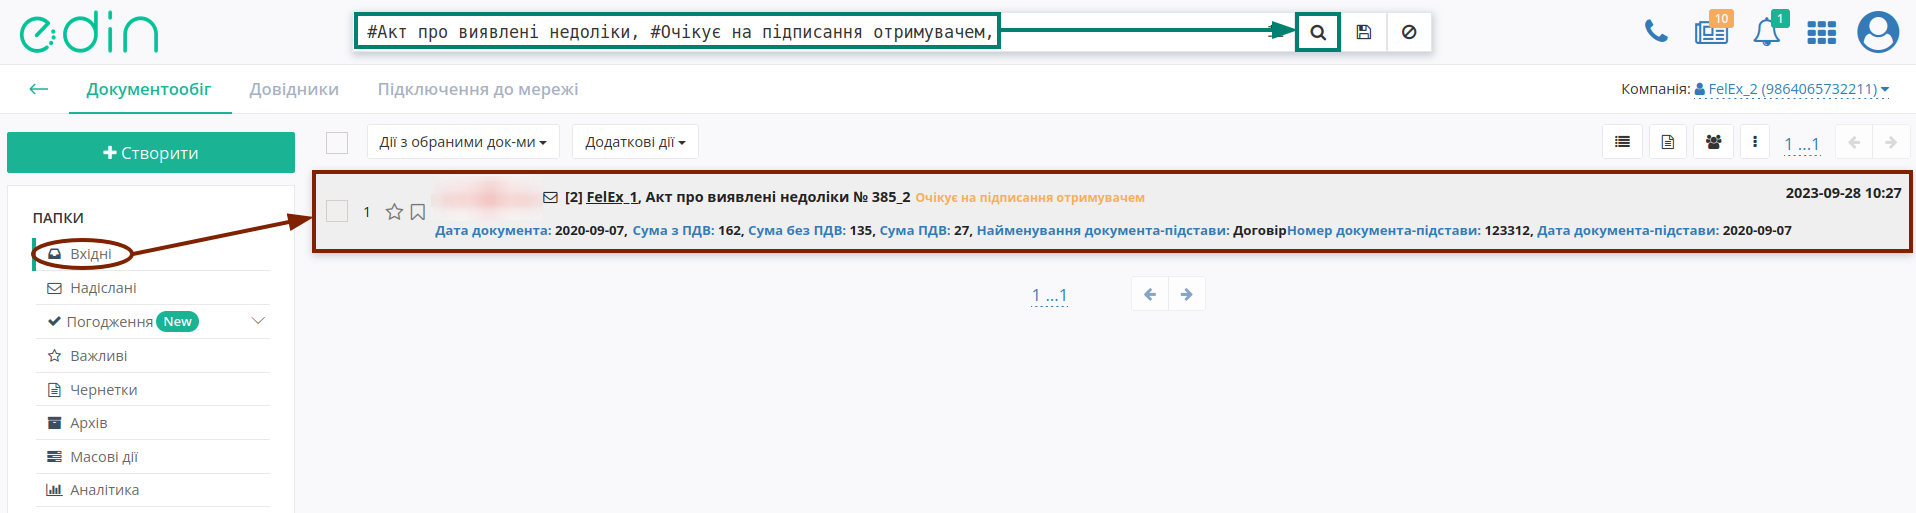 edin
#Акт про виявлені недоліки, #Очікує на підписання отримувачем,
10
1
Документообіг
Довідники
Підключення до мережі
Компанія: FelEx_2 (9864065732211)
Створити
Дії з обраними док-ми
Додаткові дії
1 ...1
ПАПКИ
Вхідні
Надіслані
Погодження New
Важливі
Чернетки
Архів
Масові дії
Аналітика
1
[2] FelEx_1, Акт про виявлені недоліки № 385_2 Очікує на підписання отримувачем
2023-09-28 10:27
Дата документа: 2020-09-07, Сума з ПДВ: 162, Сума без ПДВ: 135, Сума ПДВ: 27, Найменування документа-підстави: ДоговірНомер документа-підстави: 123312, Дата документа-підстави: 2020-09-07
1 ...1